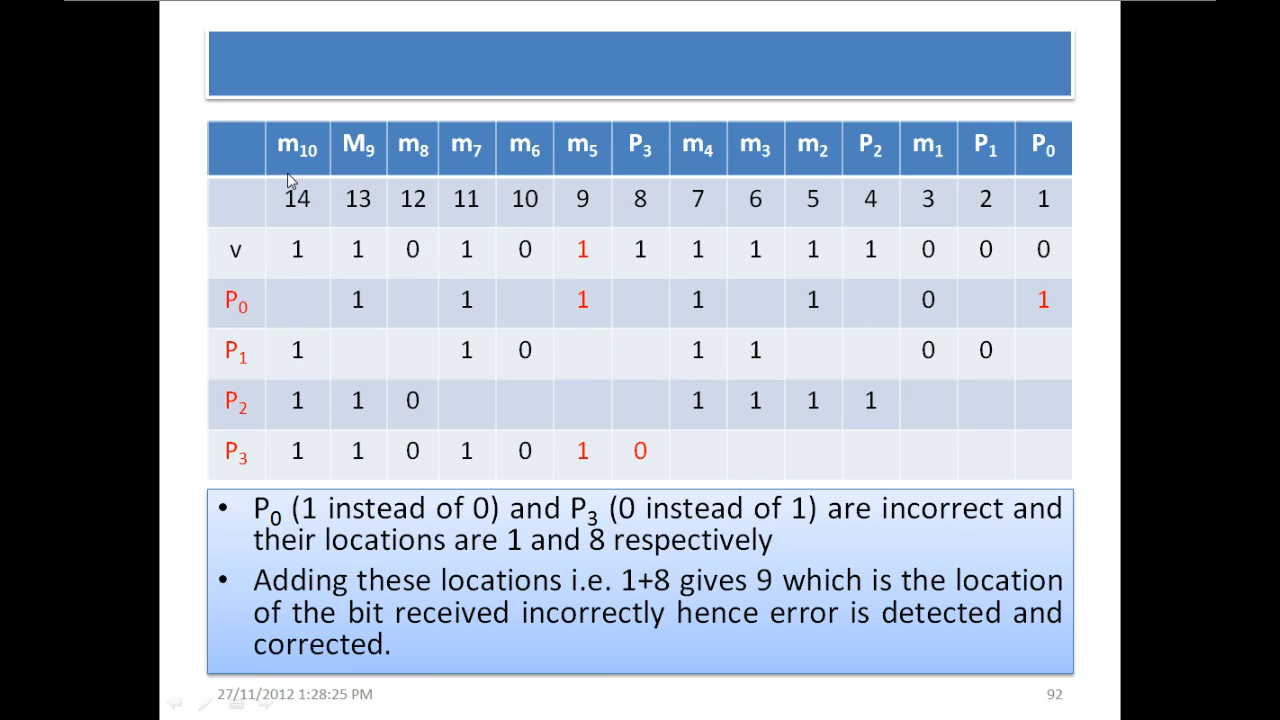 m10 M9 m8 m7 m6 m5 P3 m4 m3 m2 P2 m1 P1 P0
14 13 12 11 10 9 8 7 6 5 4 3 2 1
v 1 1 0 1 0 1 1 1 1 1 1 0 0 0
P0 1 1 1 1 1 0 1
P1 1 1 0 1 1 0 0
P2 1 1 0 1 1 1 1
P3 1 1 0 1 0 1 0
• P0 (1 instead of 0) and P3 (0 instead of 1) are incorrect and
their locations are 1 and 8 respectively
• Adding these locations i.e. 1+8 gives 9 which is the location
of the bit received incorrectly hence error is detected and
corrected.
27/11/2012 1:28:25 PM 92